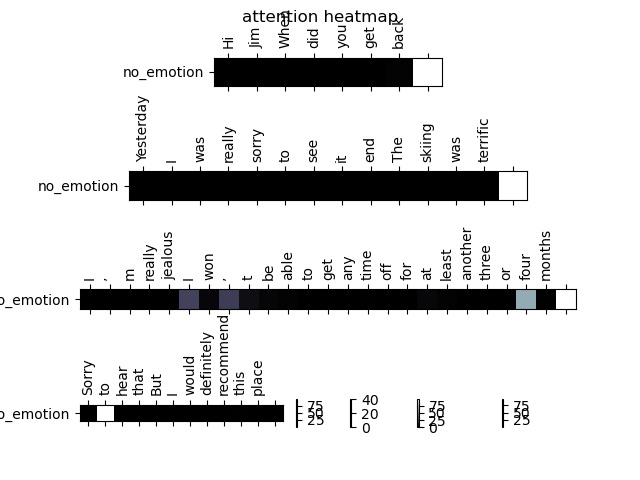 attention heatmap
Hi Jim When did you get back
no_emotion
Yesterday I was really sorry to see it end The skiing was terrific
no_emotion
I ' m really jealous I won ' t be able to get any time off for at least another three or four months
o_emotion
Sorry to hear that But I would definitely recommend this place
o_emotion
75 50 25
40 20 0
75 50 25 0
75 50 25